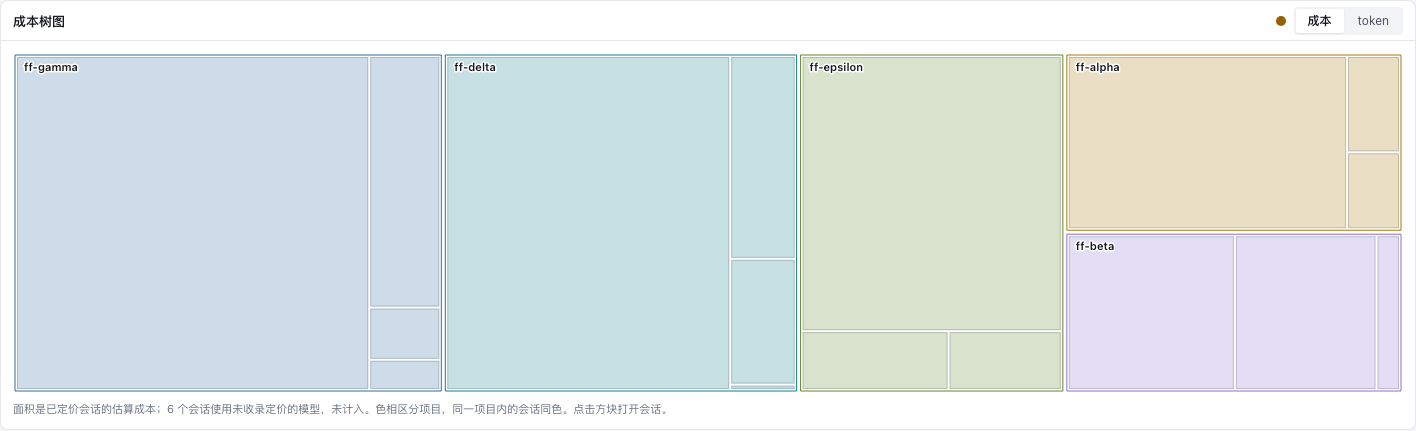 成本树图
成本
token
ff-gamma
ff-delta
ff-epsilon
ff-alpha
ff-beta
面积是已定价会话的估算成本；6 个会话使用未收录定价的模型，未计入。色相区分项目，同一项目内的会话同色。点击方块打开会话。